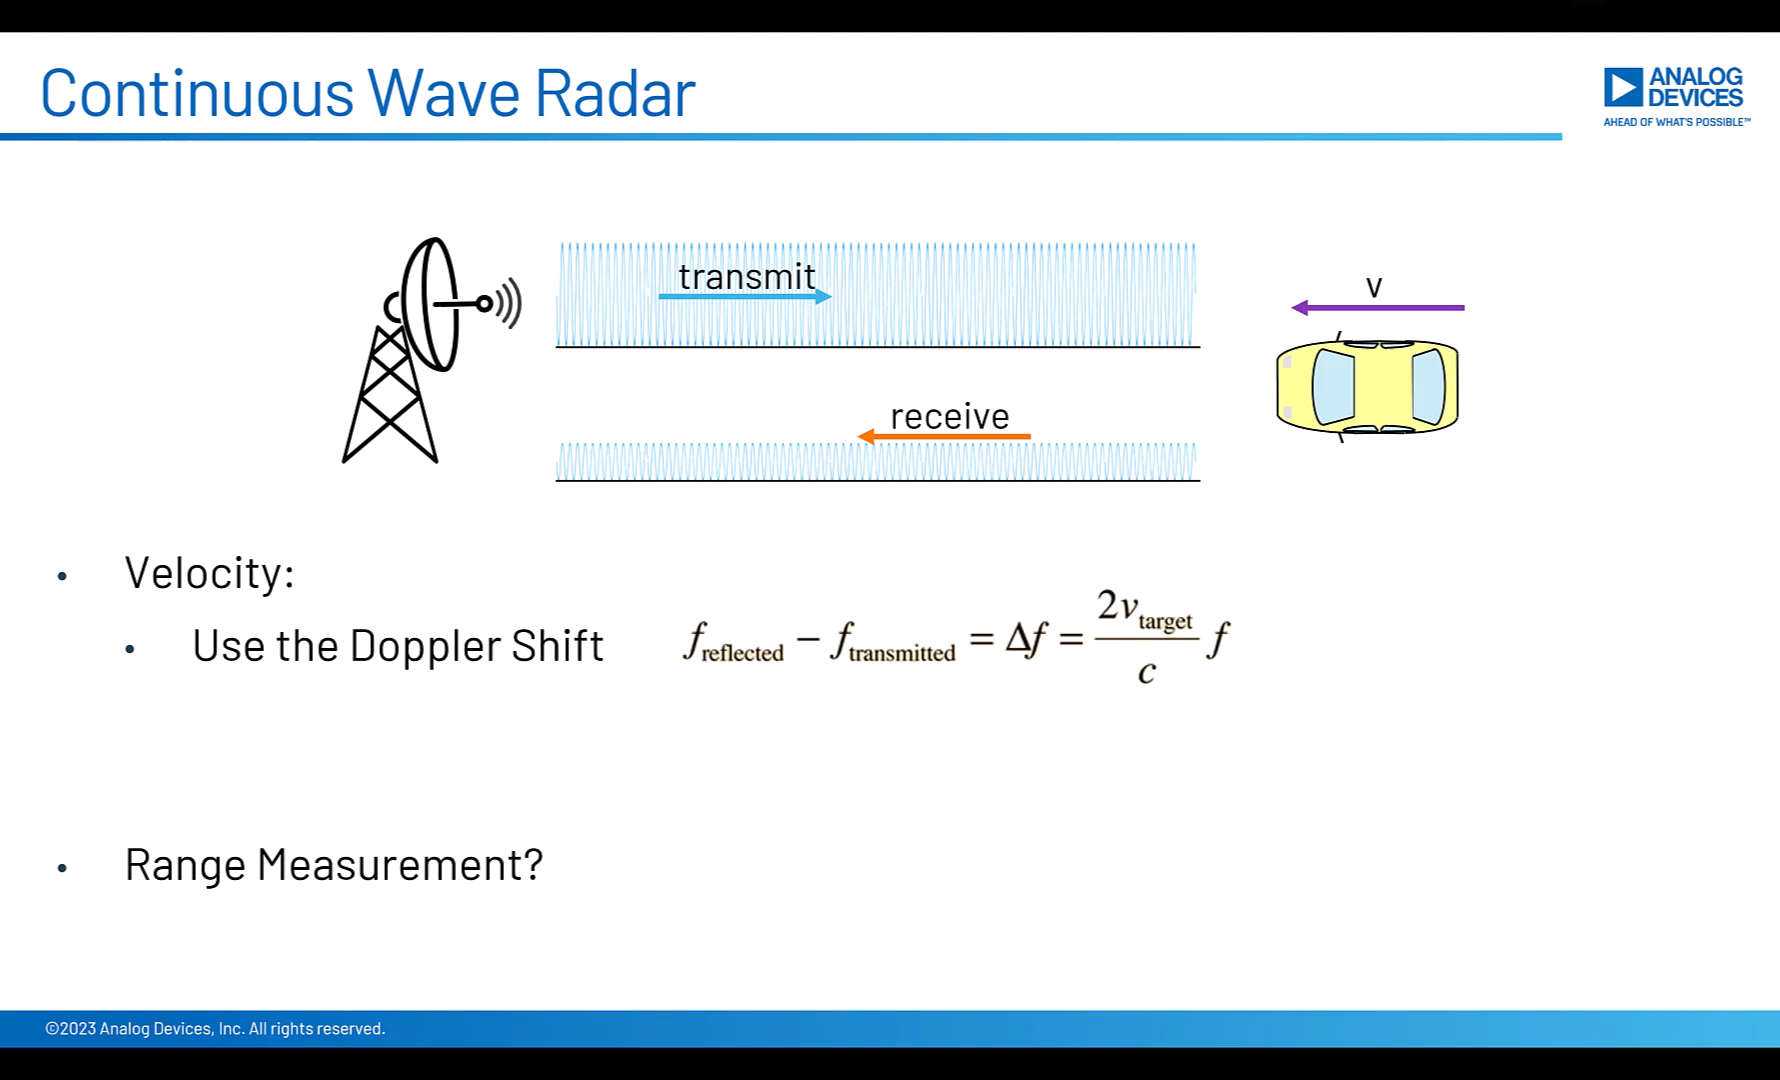 Continuous Wave Radar
ANALOG
DEVICES
AHEAD OF WHAT'S POSSIBLE™
transmit
v
receive
• Velocity:
• Use the Doppler Shift
f_reflected − f_transmitted = Δf = 2v_target / c f
• Range Measurement?
©2023 Analog Devices, Inc. All rights reserved.